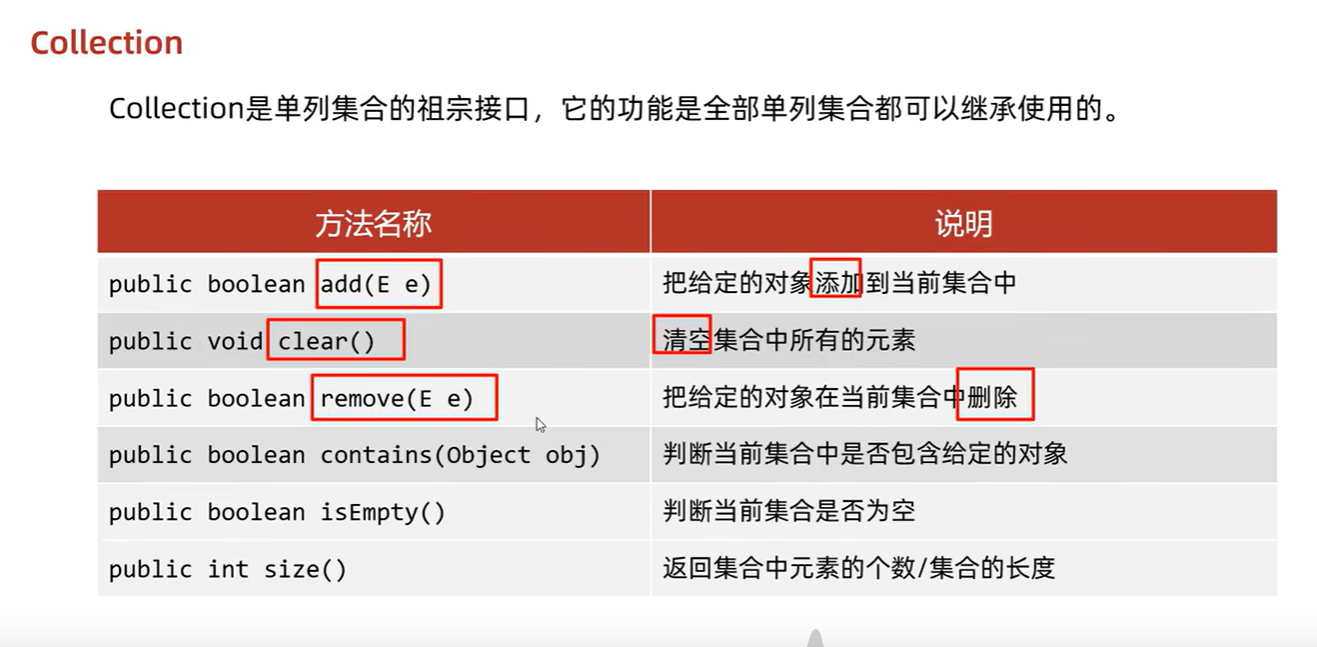 Collection
Collection是单列集合的祖宗接口，它的功能是全部单列集合都可以继承使用的。
方法名称 说明
public boolean add(E e) 把给定的对象添加到当前集合中
public void clear() 清空集合中所有的元素
public boolean remove(E e) 把给定的对象在当前集合中删除
public boolean contains(Object obj) 判断当前集合中是否包含给定的对象
public boolean isEmpty() 判断当前集合是否为空
public int size() 返回集合中元素的个数/集合的长度